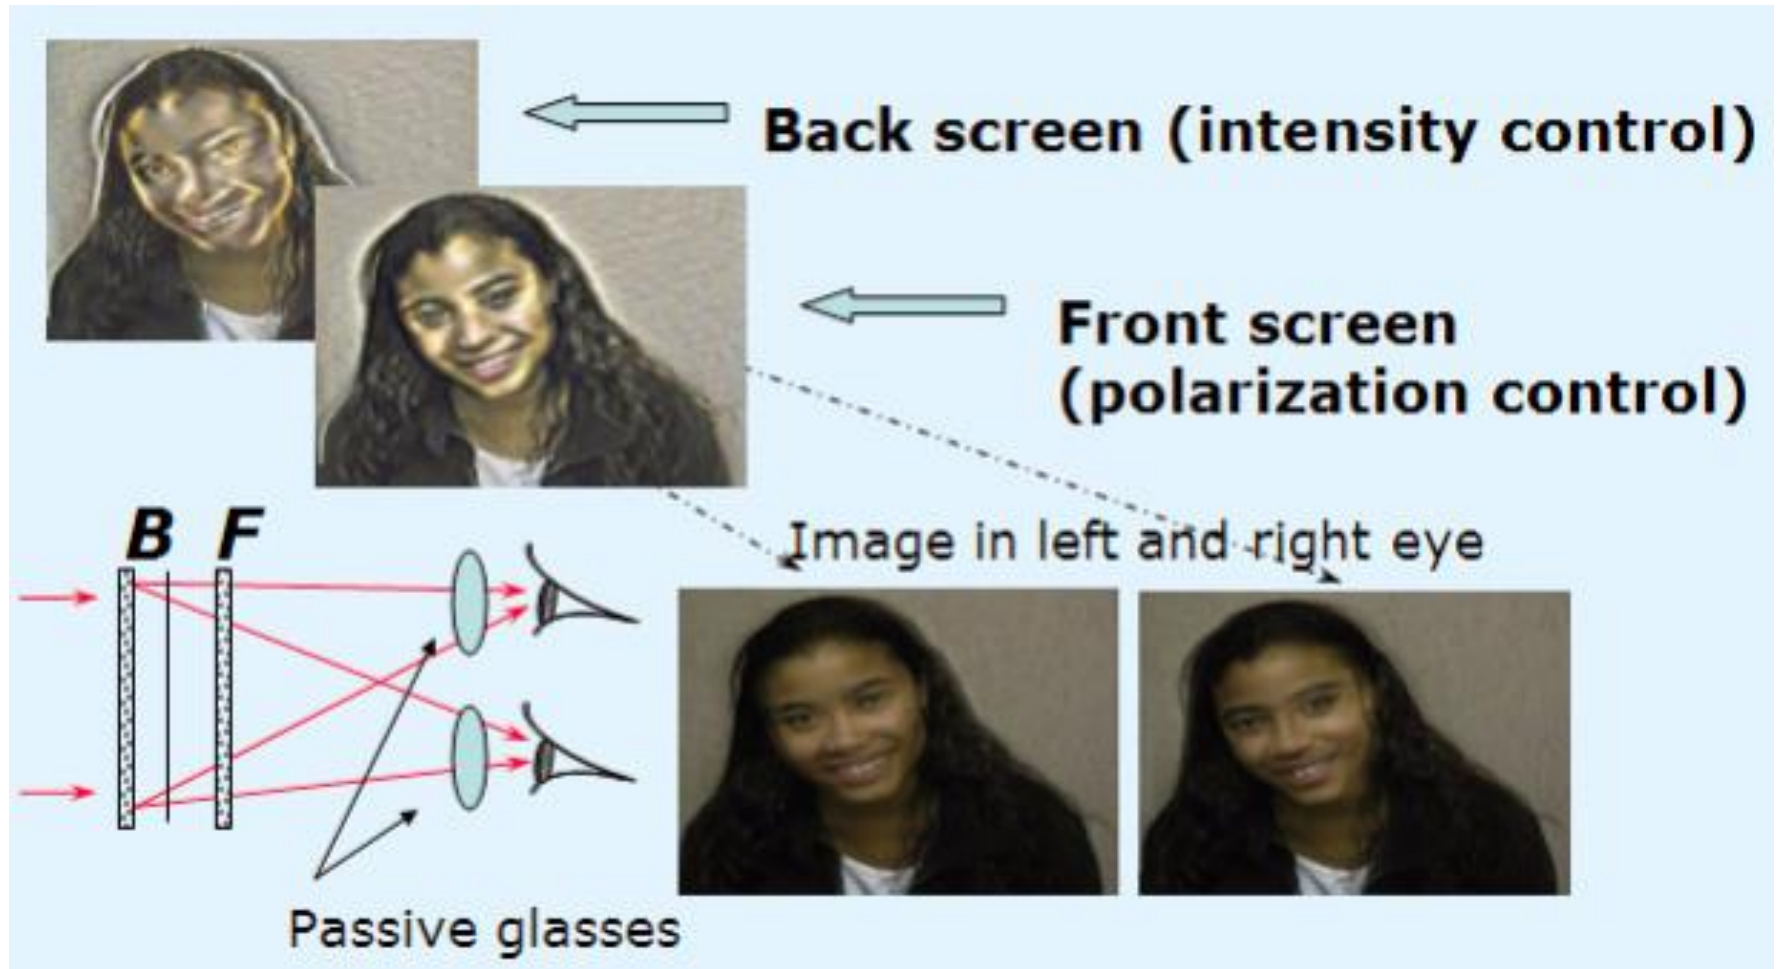 Back screen (intensity control)
Front screen
(polarization control)
B F
Image in left and right eye
Passive glasses